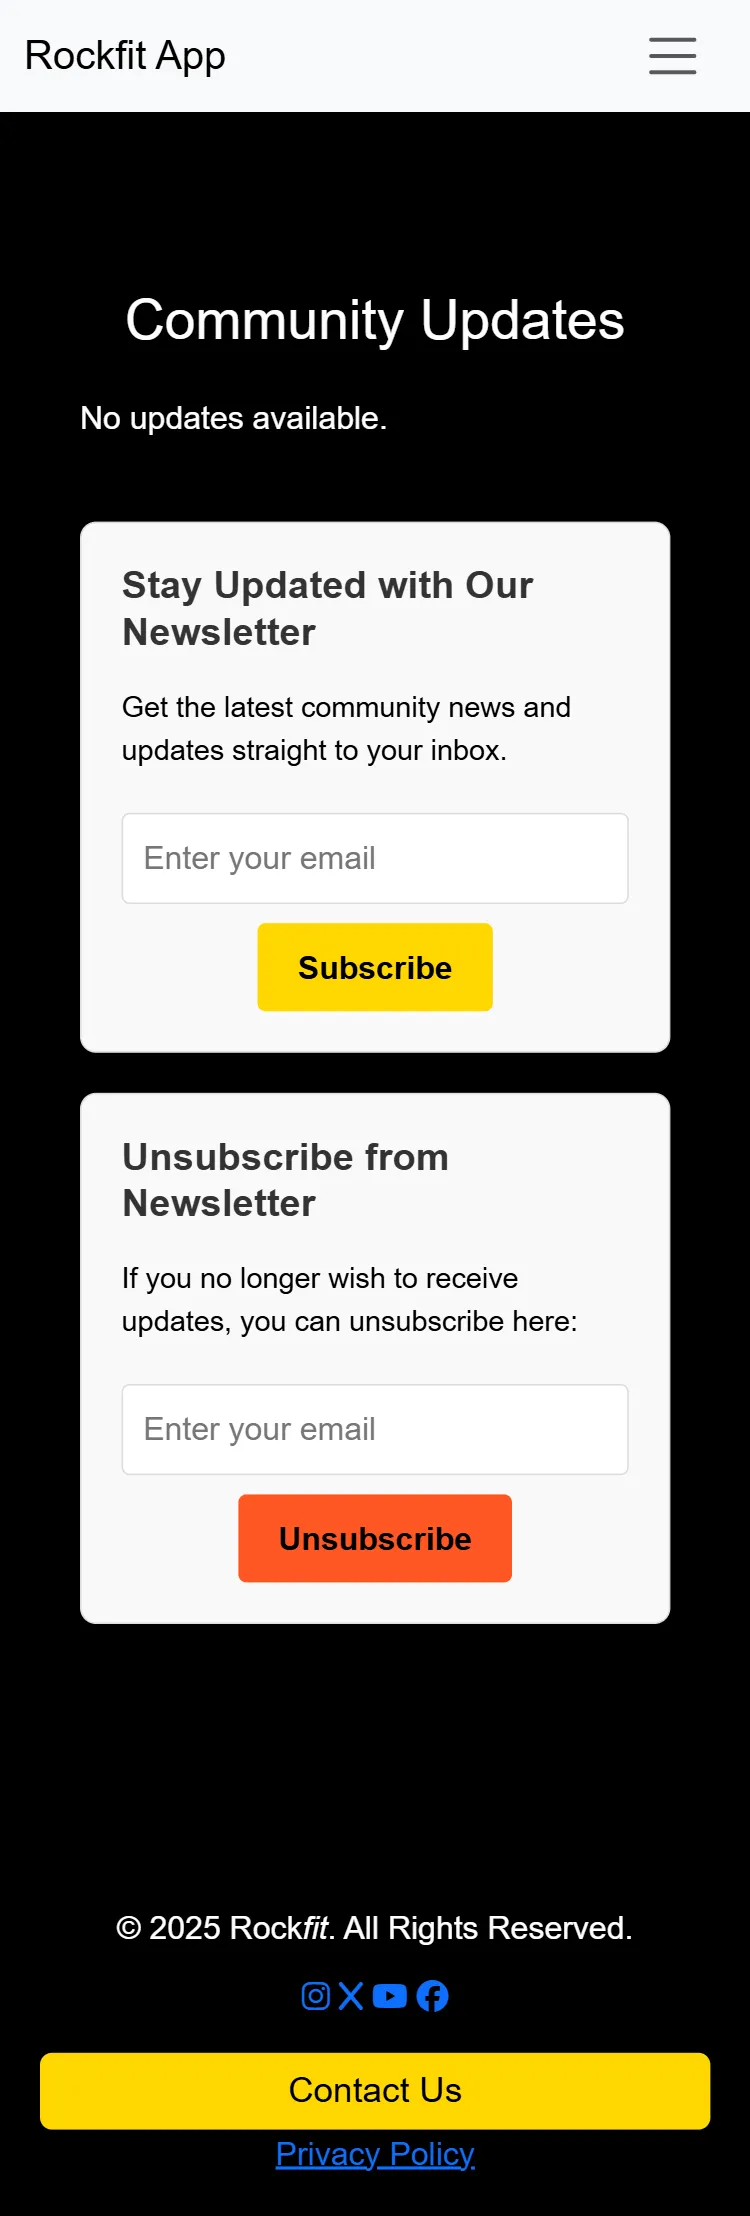 Rockfit App
Community Updates
No updates available.
Stay Updated with Our
Newsletter
Get the latest community news and
updates straight to your inbox.
Enter your email
Subscribe
Unsubscribe from
Newsletter
If you no longer wish to receive
updates, you can unsubscribe here:
Enter your email
Unsubscribe
© 2025 Rockfit. All Rights Reserved.
Contact Us
Privacy Policy